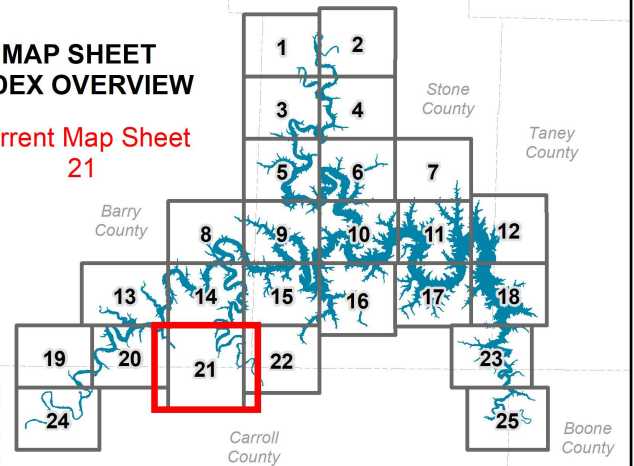 MAP SHEET
DEX OVERVIEW
rrent Map Sheet
21
1
2
Stone
County
3
4
Taney
County
5
6
7
Barry
County
8
9
10
11
12
13
14
15
16
17
18
19
20
21
22
23
24
25
Carroll
County
Boone
County